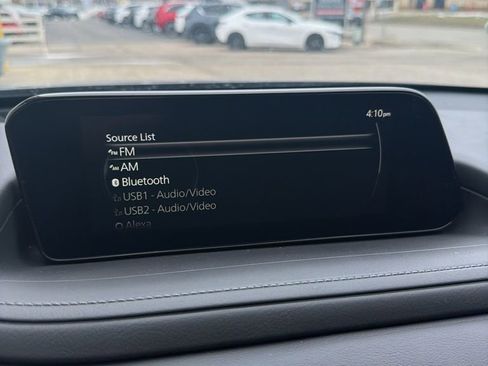 4:10pm
Source List
FM
AM
Bluetooth
USB1 - Audio/Video
USB2 - Audio/Video
Alexa